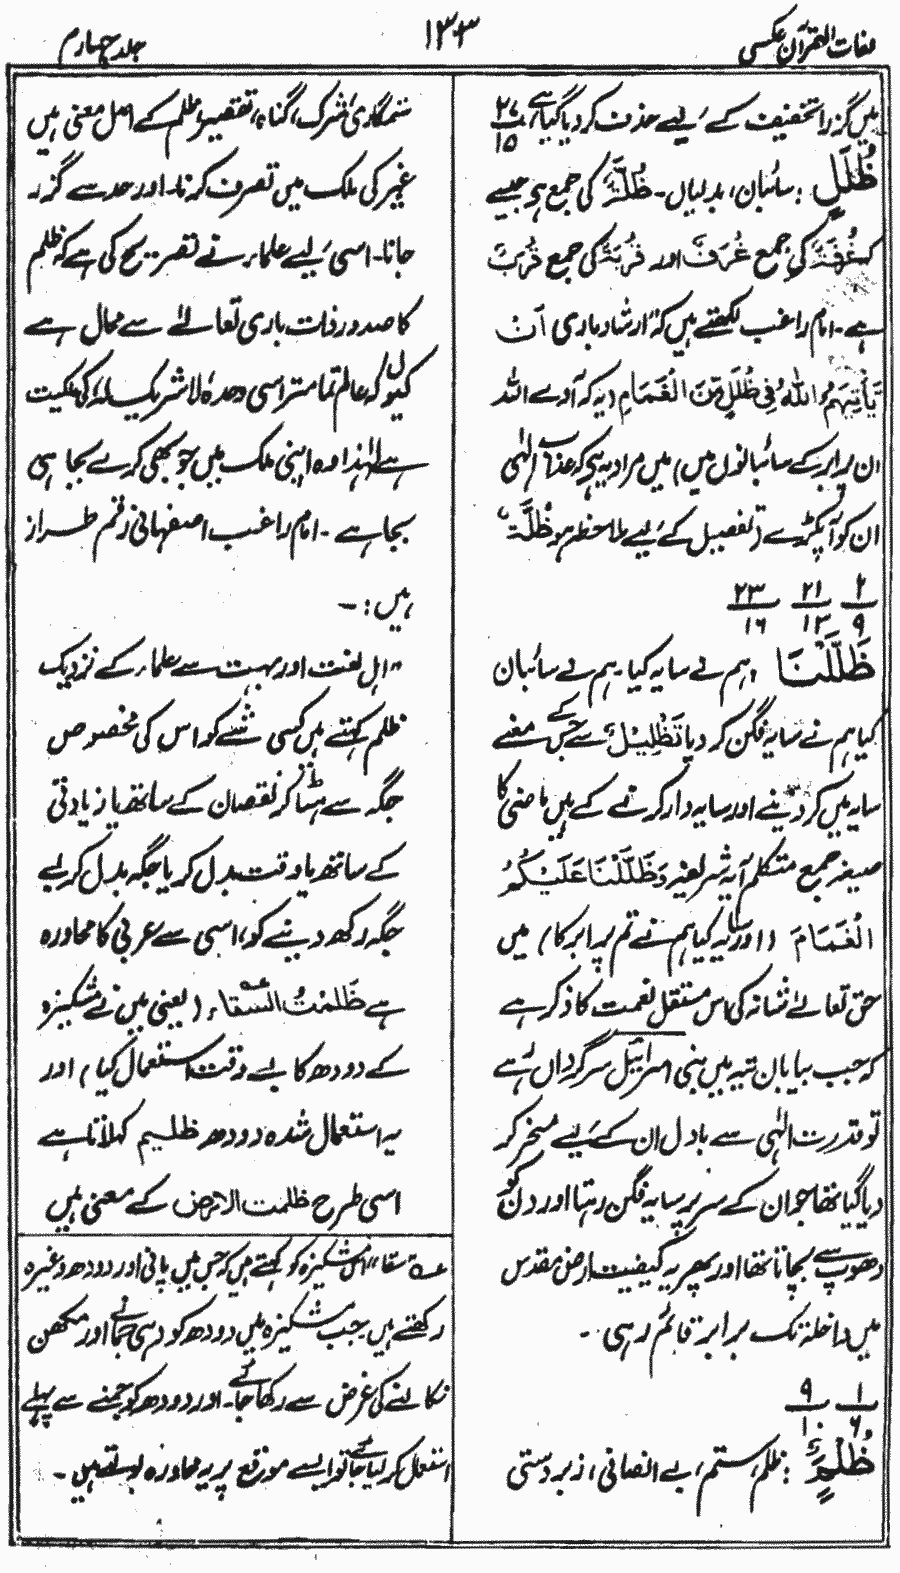 لغات القرآن عکسی
۱۳۳
جلد چہارم
میں گزرا تخفیف کے لیے حذف کر دیا گیا ہے، ۲۷/۱۵
ظُلَلٍ : سائبان، بدلیاں۔ ظُلَّةٌ کی جمع ہے جیسے
غُرْفَةٌ کی جمع غُرَفٌ اور قُرْبَةٌ کی جمع قُرَبٌ
ہے۔ امام راغب لکھتے ہیں کہ ارشاد باری اَنْ
يَّأْتِيَهُمُ اللّٰهُ فِیْ ظُلَلٍ مِّنَ الْغَمَامِ (یہ کہ آوے اللہ
ان پر ابر کے سائبانوں میں) میں مراد یہ ہے کہ عذاب الٰہی
ان کو آپکڑے (تفصیل کے لیے ملاحظہ ہو ظُلَّةٌ)
۲/۹ ۲۱/۱۳ ۲۳/۱۶
ظَلَّلْنَا : ہم نے سایہ کیا۔ ہم نے سائبان
کیا ہم نے سایہ فگن کر دیا تَظْلِيْلٌ سے جس کے معنے
سایہ میں کر دینے اور سایہ دار کرنے کے ہیں ماضی کا
صیغہ جمع متکلم آیہ شریفہ وَظَلَّلْنَا عَلَيْكُمُ
الْغَمَامَ (اور سایہ کیا ہم نے تم پر ابر کا) میں
حق تعالےٰ شانہ کی اس مستقل نعمت کا ذکر ہے
کہ جب بیابان تیہ میں بنی اسرائیل سرگرداں رہے
تو قدرت الٰہی سے بادل ان کے لیے مسخر کر
دیا گیا تھا جو ان کے سر پر سایہ فگن رہتا اور دن کو
دھوپ سے بچاتا تھا اور پھر یہ کیفیت ارض مقدس
میں داخلہ تک برابر قائم رہی۔
۱/۶ ۹/۱۰
ظُلْمٌ : ظلم، ستم، بے انصافی، زبردستی
ستمگاری، شرک، گناہ، تقصیر، ظلم کے اصل معنی ہیں
غیر کی ملک میں تصرف کرنا۔ اور حد سے گزر
جانا۔ اسی لیے علماء نے تصریح کی ہے کہ ظلم
کا صدور ذات باری تعالےٰ سے محال ہے
کیوں کہ عالم تمامتر اسی وحدہٗ لا شریک لہٗ کی ملکیت
ہے لہٰذا وہ اپنی ملک میں جو بھی کرے بجا ہی
بجا ہے۔ امام راغب اصفہانی رقم طراز
ہیں :۔
"اہل لغت اور بہت سے علماء کے نزدیک
ظلم کہتے ہیں کسی شے کو اس کی مخصوص
جگہ سے ہٹا کر نقصان کے ساتھ یا زیادتی
کے ساتھ یا وقت بدل کر یا جگہ بدل کر بے
جگہ رکھ دینے کو، اسی سے عربی کا محاورہ
ہے ظَلَمْتُ السِّقَاءَ (یعنی میں نے مشکیزہ
کے دودھ کا بے وقت استعمال کیا) اور
یہ استعمال شدہ دودھ ظلیم کہلاتا ہے
اسی طرح ظلمت الارض کے معنی ہیں
عہ سقا، اس مشکیزہ کو کہتے ہیں کہ جس میں پانی اور دودھ وغیرہ
رکھتے ہیں۔ جب مشکیزہ میں دودھ کو دہی جمانے اور مکھن
نکالنے کی غرض سے رکھا جائے۔ اور دودھ کو جمنے سے پہلے
استعمال کر لیا جائے تو ایسے موقع پر یہ محاورہ بولتے ہیں۔